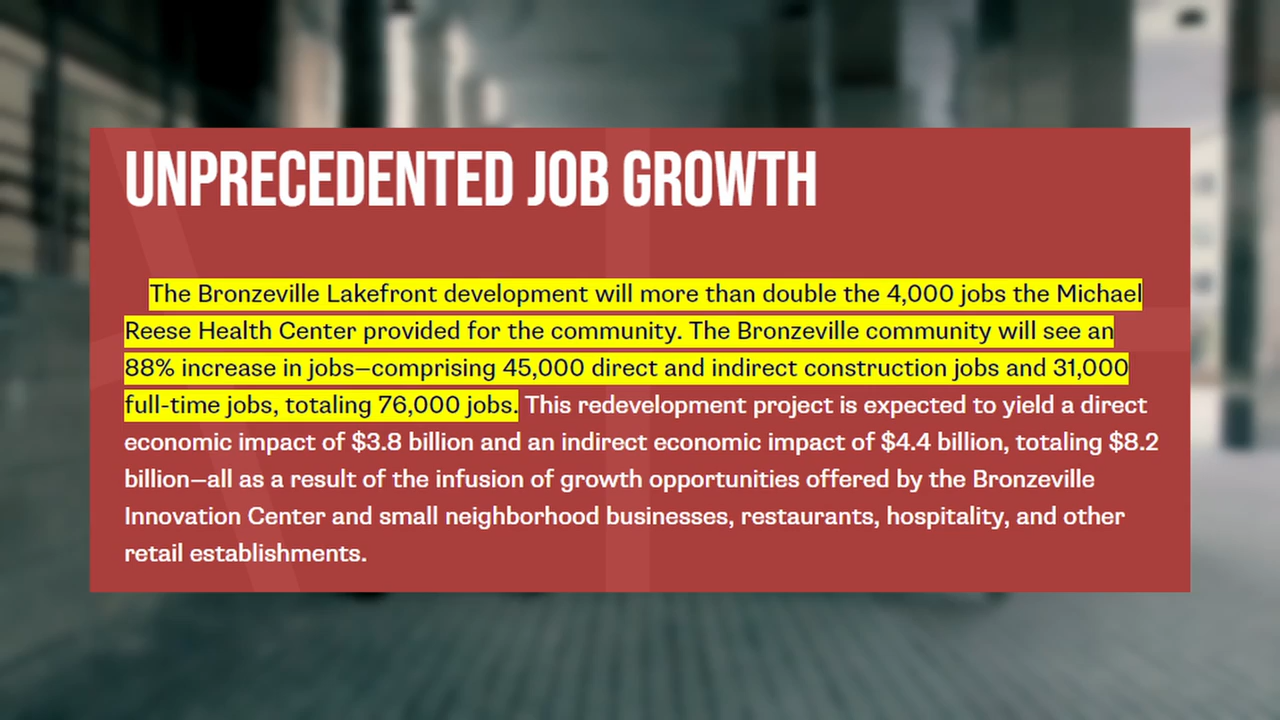 UNPRECEDENTED JOB GROWTH
The Bronzeville Lakefront development will more than double the 4,000 jobs the Michael
Reese Health Center provided for the community. The Bronzeville community will see an
88% increase in jobs—comprising 45,000 direct and indirect construction jobs and 31,000
full-time jobs, totaling 76,000 jobs. This redevelopment project is expected to yield a direct
economic impact of $3.8 billion and an indirect economic impact of $4.4 billion, totaling $8.2
billion—all as a result of the infusion of growth opportunities offered by the Bronzeville
Innovation Center and small neighborhood businesses, restaurants, hospitality, and other
retail establishments.